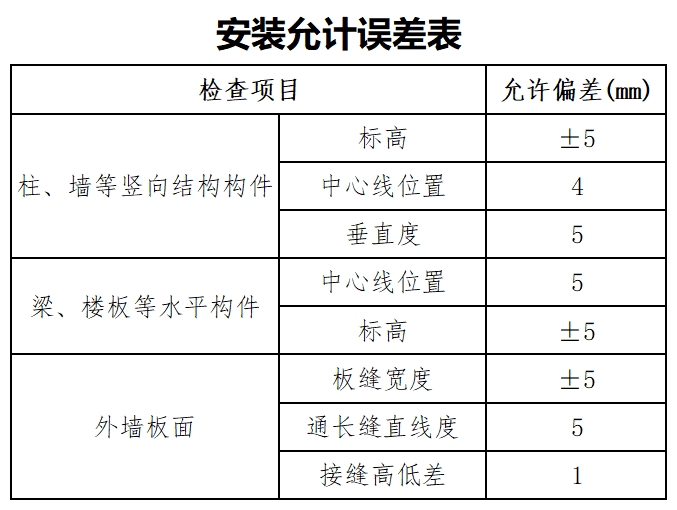 安装允计误差表
检查项目 允许偏差(mm)
标高 ±5
柱、墙等竖向结构构件 中心线位置 4
垂直度 5
中心线位置 5
梁、楼板等水平构件
标高 ±5
板缝宽度 ±5
外墙板面 通长缝直线度 5
接缝高低差 1